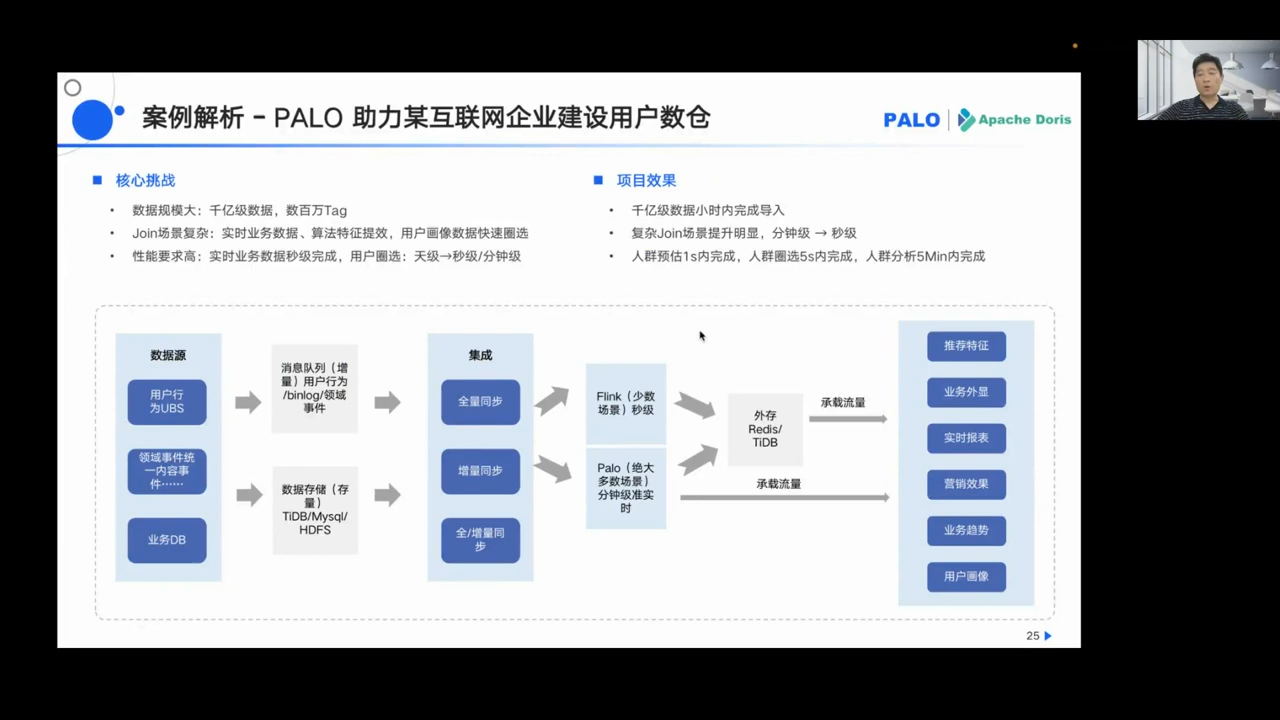 案例解析 - PALO 助力某互联网企业建设用户数仓
PALO
Apache Doris
核心挑战
• 数据规模大：千亿级数据，数百万Tag
• Join场景复杂：实时业务数据、算法特征提效，用户画像数据快速圈选
• 性能要求高：实时业务数据秒级完成，用户圈选：天级→秒级/分钟级
项目效果
• 千亿级数据小时内完成导入
• 复杂Join场景提升明显，分钟级 → 秒级
• 人群预估1s内完成，人群圈选5s内完成，人群分析5Min内完成
数据源
用户行
为UBS
领域事件统
一内容事
件……
业务DB
消息队列（增
量）用户行为
/binlog/领域
事件
数据存储（存
量）
TiDB/Mysql/
HDFS
集成
全量同步
增量同步
全/增量同
步
Flink（少数
场景）秒级
Palo（绝大
多数场景）
分钟级准实
时
外存
Redis/
TiDB
承载流量
承载流量
推荐特征
业务外显
实时报表
营销效果
业务趋势
用户画像
25